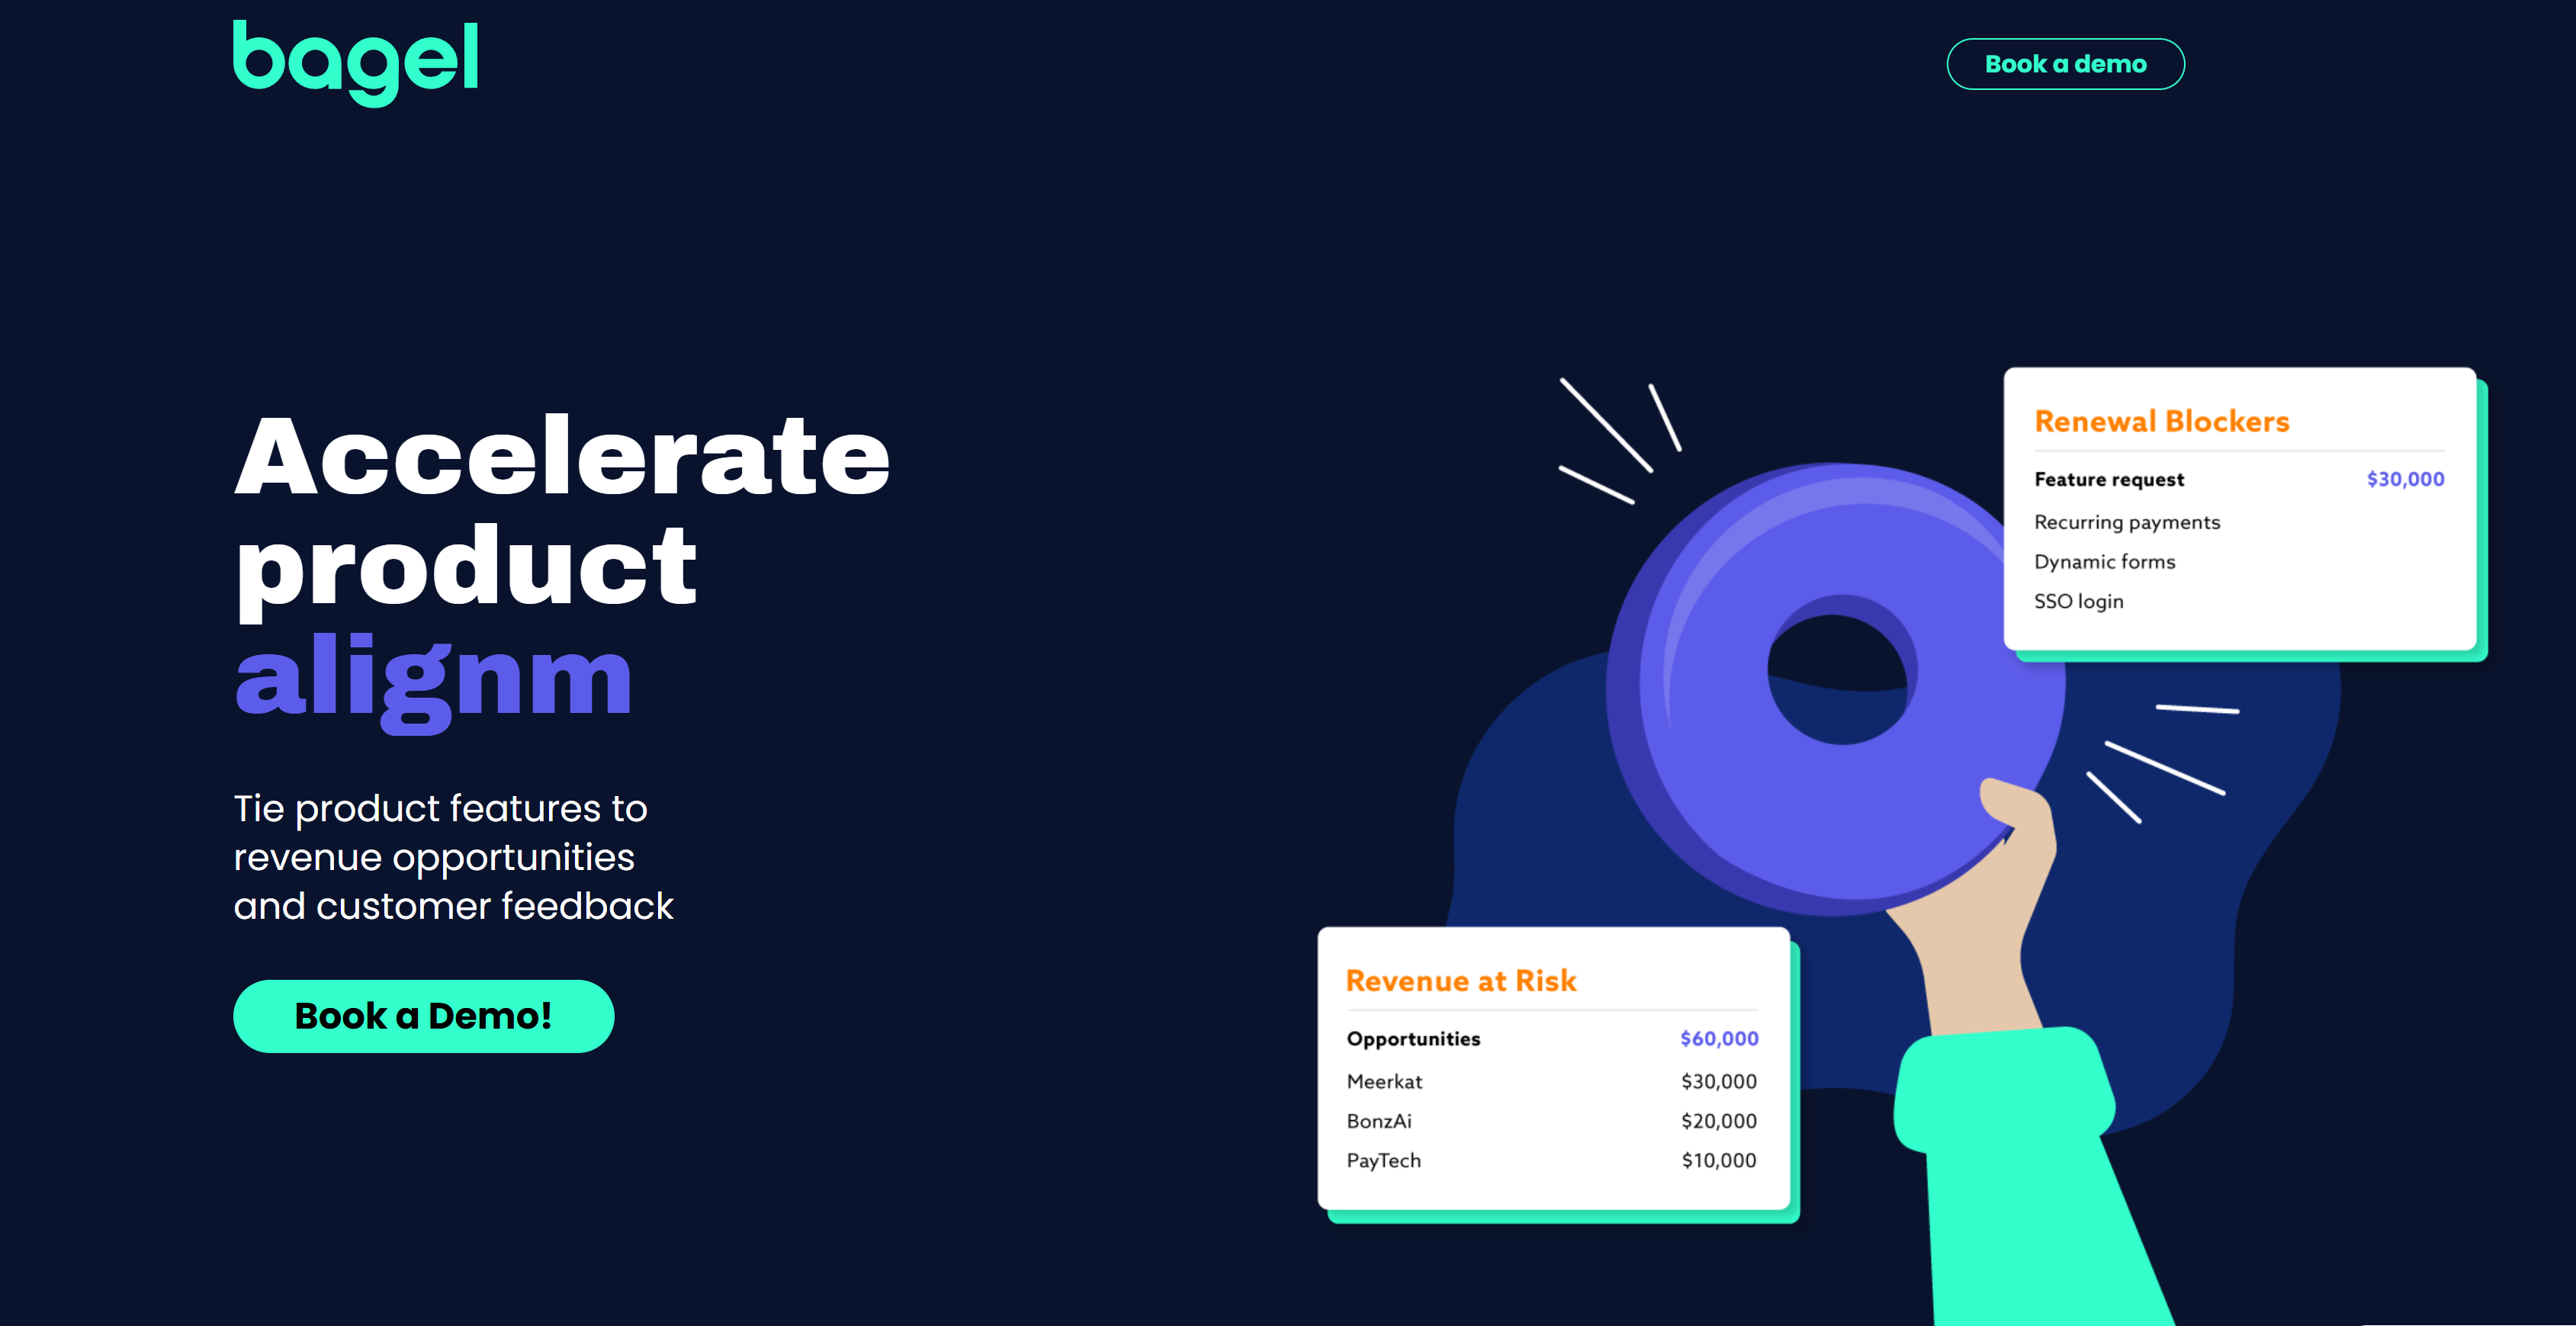 bagel
Book a demo
Accelerate
product
alignm
Tie product features to
revenue opportunities
and customer feedback
Book a Demo!
Renewal Blockers
Feature request $30,000
Recurring payments
Dynamic forms
SSO login
Revenue at Risk
Opportunities $60,000
Meerkat $30,000
BonzAi $20,000
PayTech $10,000